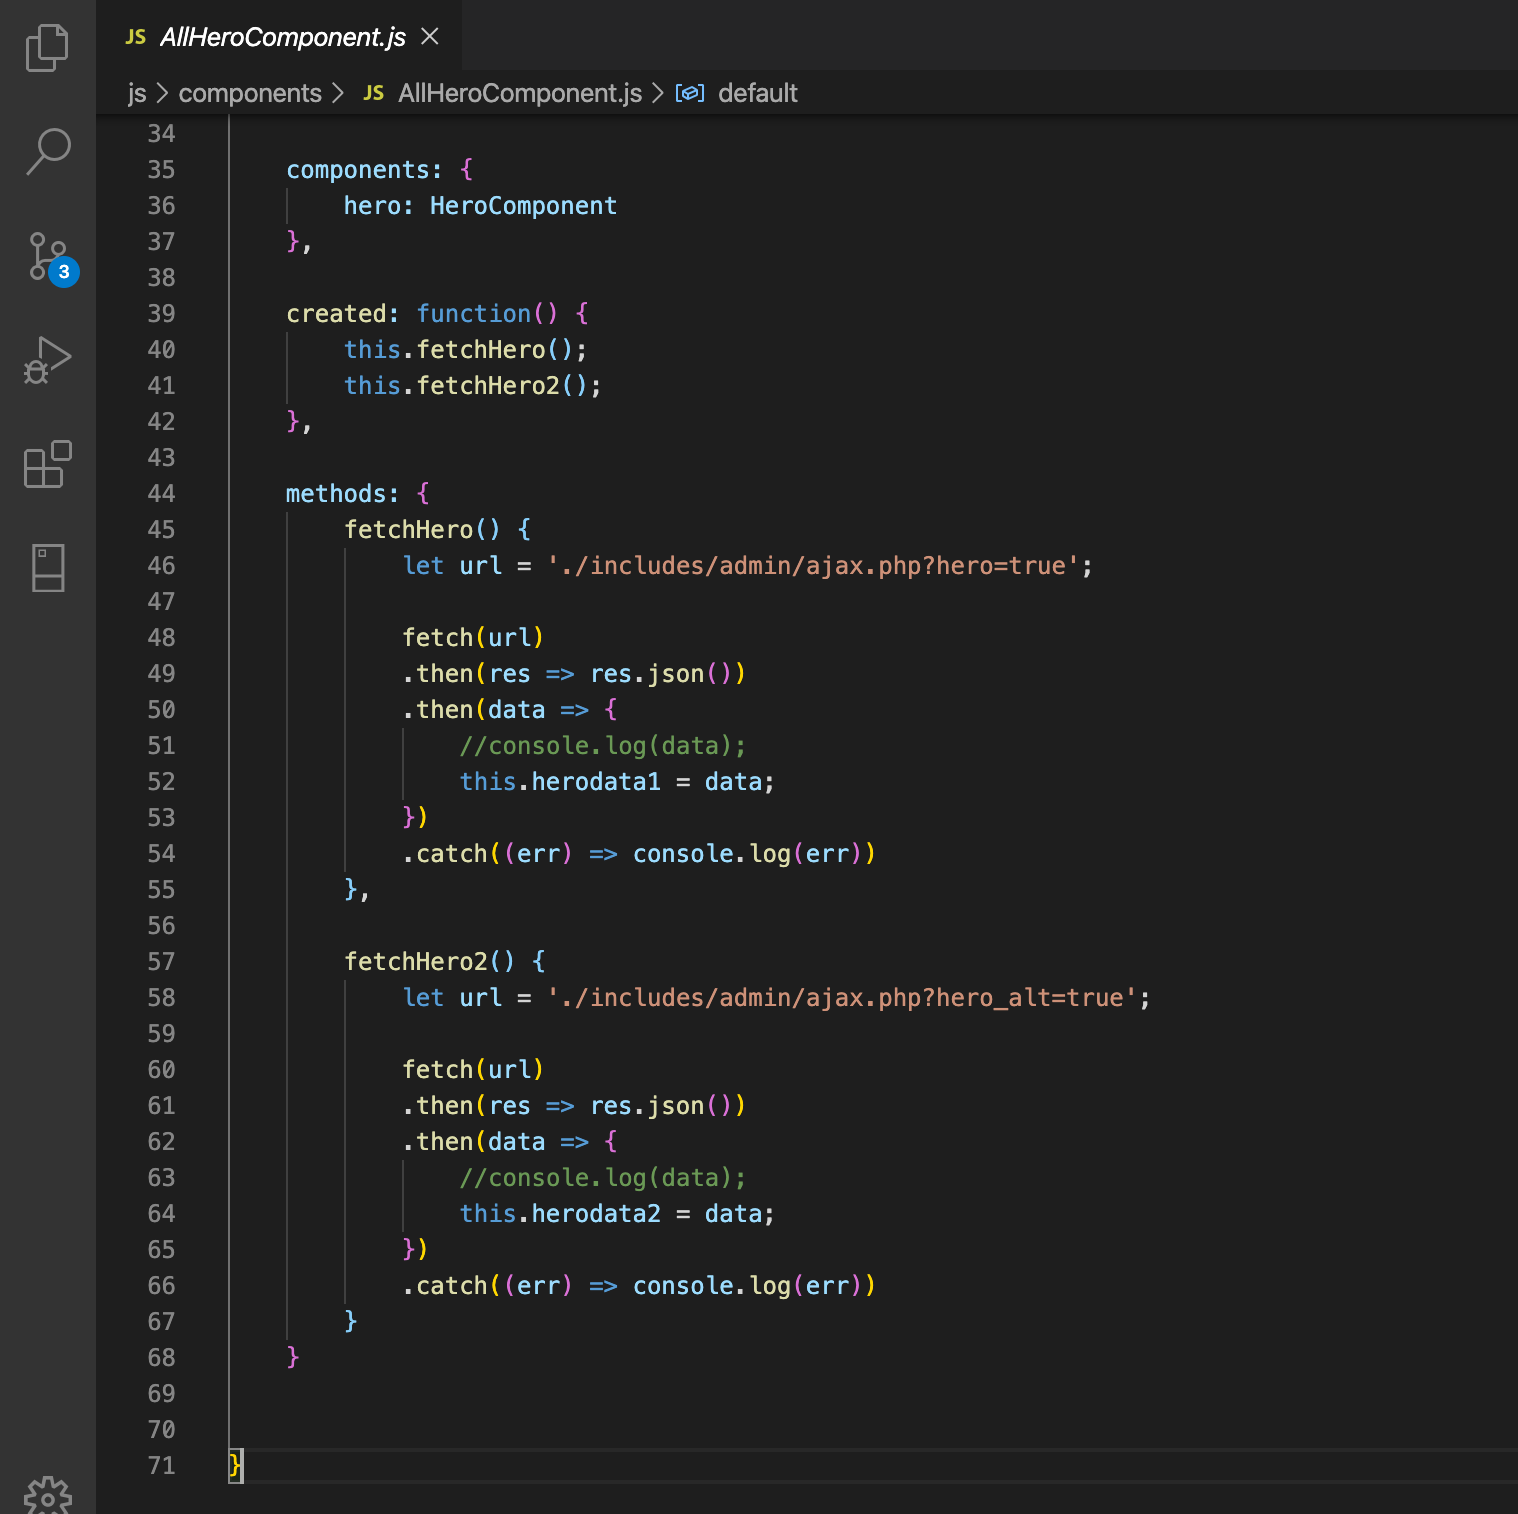 JS AllHeroComponent.js
js > components > JS AllHeroComponent.js > default
34
35 components: {
36 hero: HeroComponent
37 },
38
39 created: function() {
40 this.fetchHero();
41 this.fetchHero2();
42 },
43
44 methods: {
45 fetchHero() {
46 let url = './includes/admin/ajax.php?hero=true';
47
48 fetch(url)
49 .then(res => res.json())
50 .then(data => {
51 //console.log(data);
52 this.herodata1 = data;
53 })
54 .catch((err) => console.log(err))
55 },
56
57 fetchHero2() {
58 let url = './includes/admin/ajax.php?hero_alt=true';
59
60 fetch(url)
61 .then(res => res.json())
62 .then(data => {
63 //console.log(data);
64 this.herodata2 = data;
65 })
66 .catch((err) => console.log(err))
67 }
68 }
69
70
71 }
3